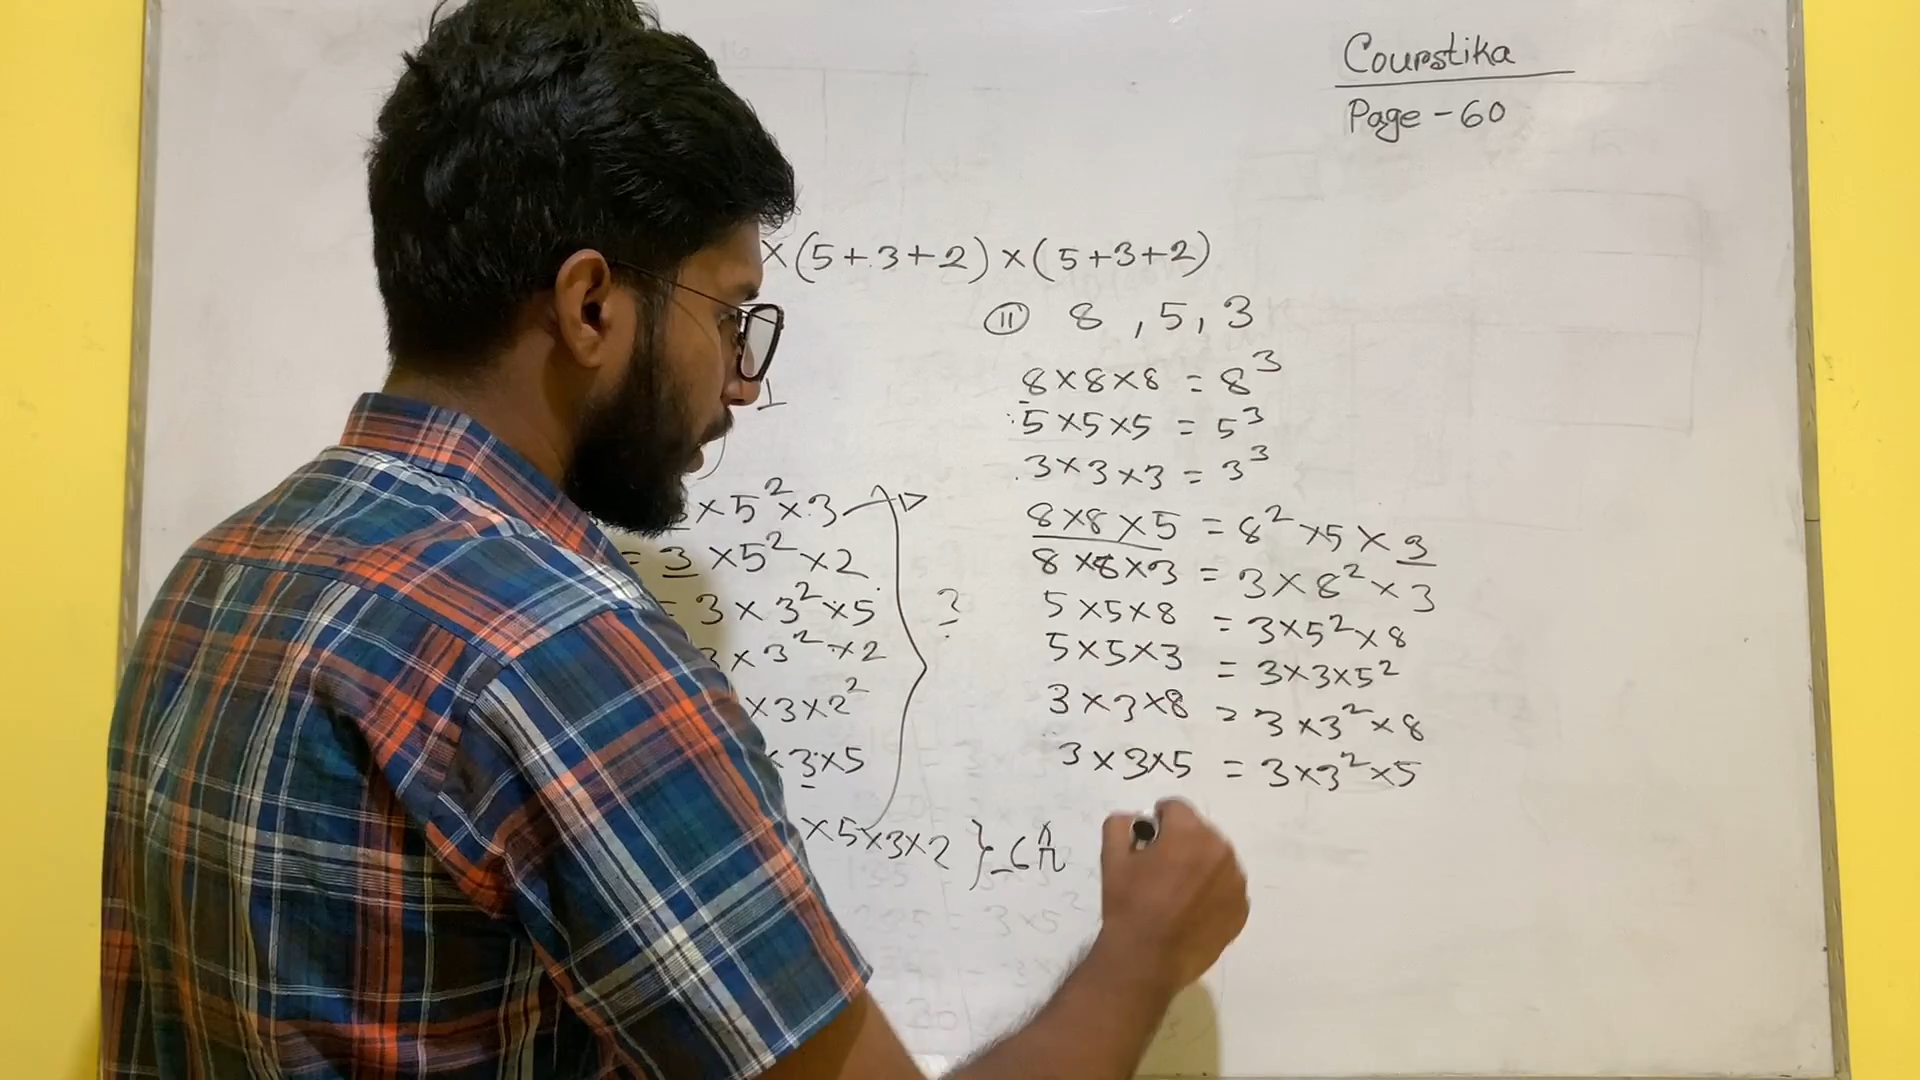 Courstika
Page - 60
×(5+3+2)×(5+3+2)
(ii) 8, 5, 3
8×8×8 = 8³
5×5×5 = 5³
3×3×3 = 3³
1
×5²×3
= 3×5²×2
= 3×3²×5
3×3²×2
×3×2²
×3×5
×5×3×2 } 6
?
8×8×5 = 8²×5×3
8×8×3 = 3×8²×3
5×5×8 = 3×5²×8
5×5×3 = 3×3×5²
3×3×8 = 3×3²×8
3×3×5 = 3×3²×5